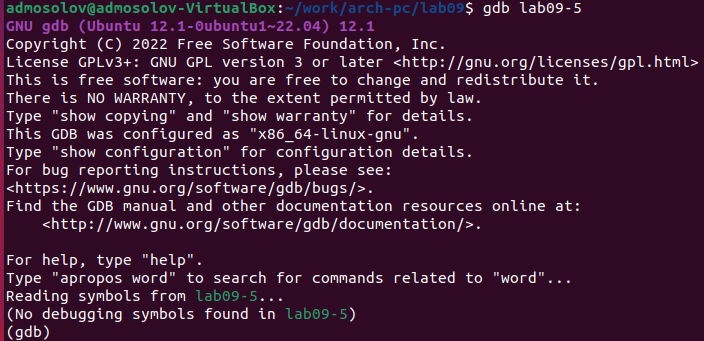 admosolov@admosolov-VirtualBox:~/work/arch-pc/lab09$ gdb lab09-5
GNU gdb (Ubuntu 12.1-0ubuntu1~22.04) 12.1
Copyright (C) 2022 Free Software Foundation, Inc.
License GPLv3+: GNU GPL version 3 or later <http://gnu.org/licenses/gpl.html>
This is free software: you are free to change and redistribute it.
There is NO WARRANTY, to the extent permitted by law.
Type "show copying" and "show warranty" for details.
This GDB was configured as "x86_64-linux-gnu".
Type "show configuration" for configuration details.
For bug reporting instructions, please see:
<https://www.gnu.org/software/gdb/bugs/>.
Find the GDB manual and other documentation resources online at:
    <http://www.gnu.org/software/gdb/documentation/>.

For help, type "help".
Type "apropos word" to search for commands related to "word"...
Reading symbols from lab09-5...
(No debugging symbols found in lab09-5)
(gdb)